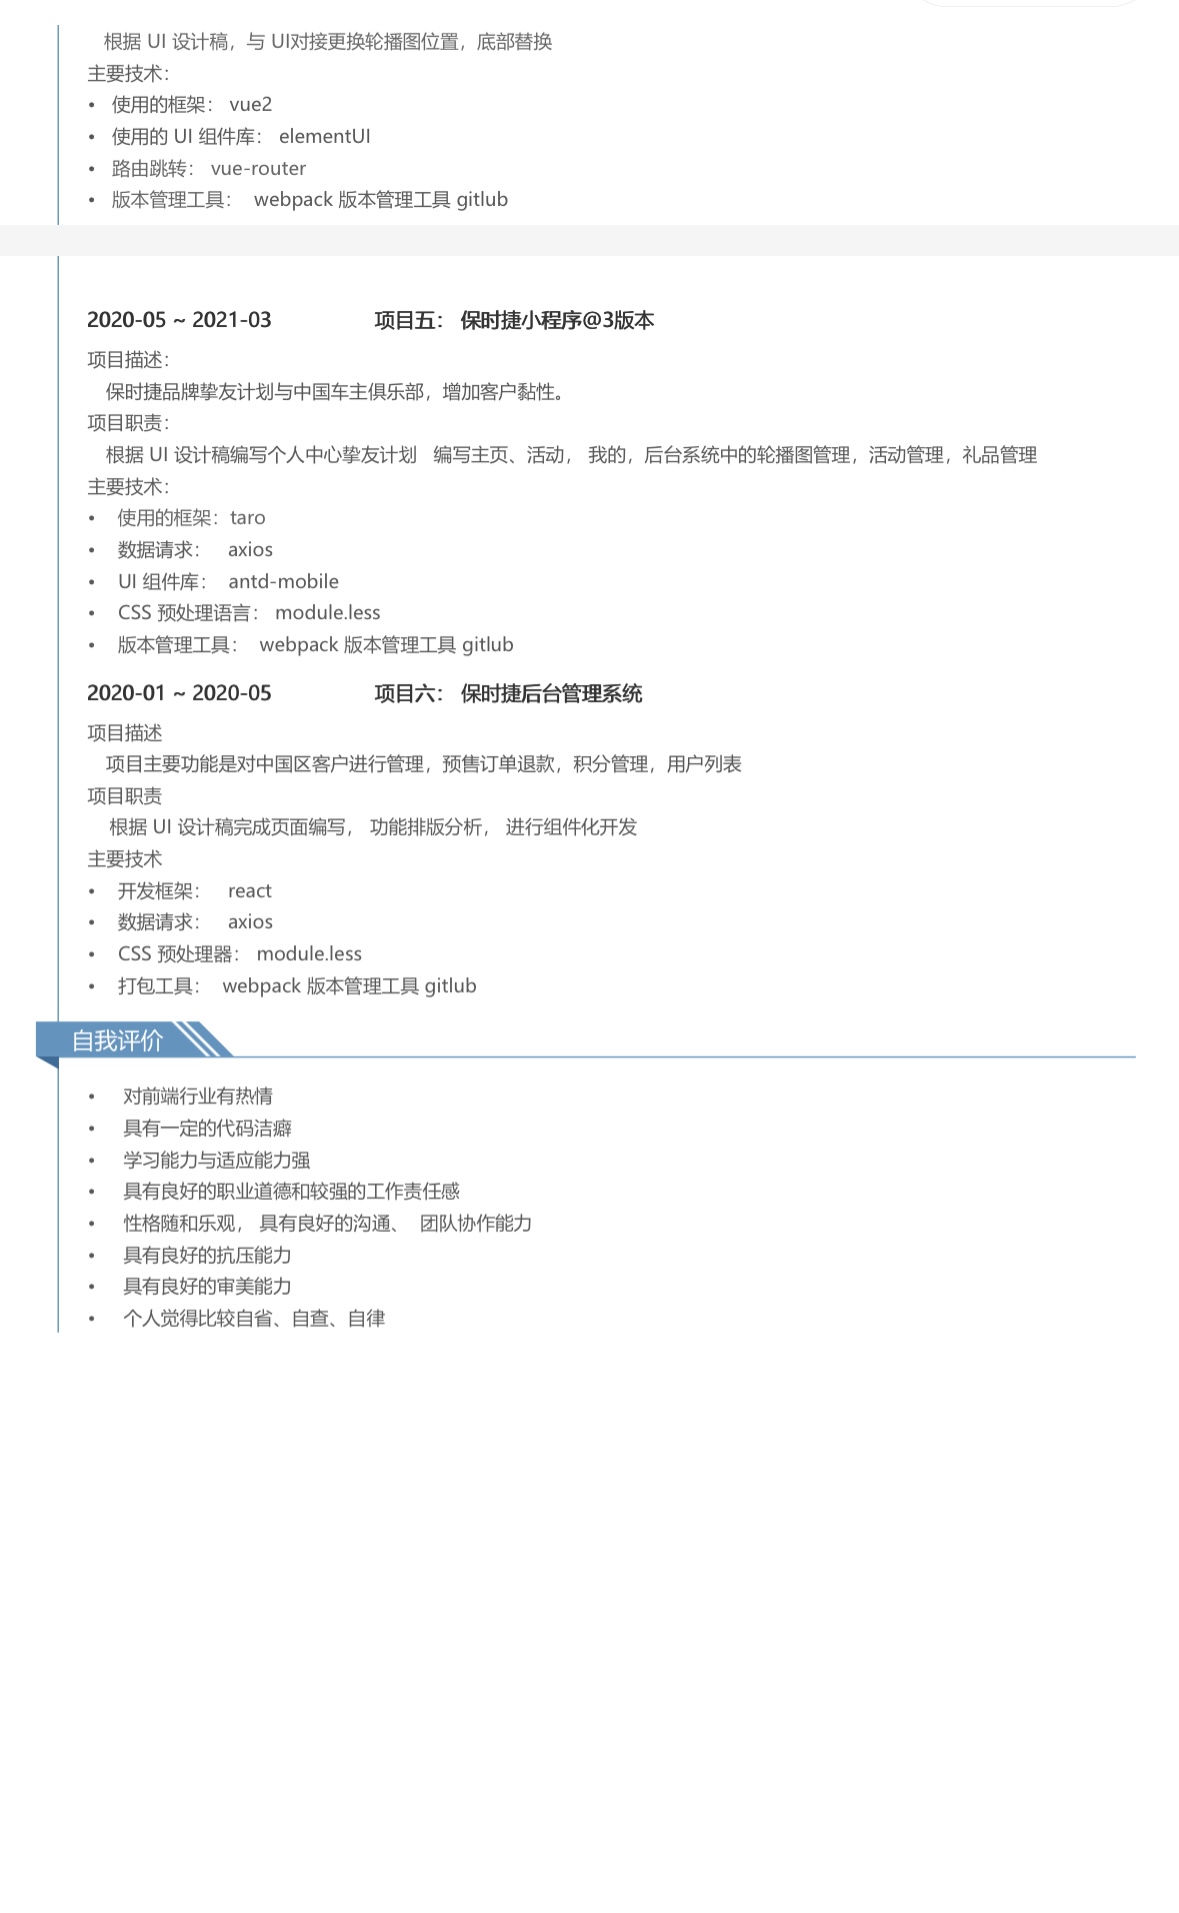 根据 UI 设计稿，与 UI对接更换轮播图位置，底部替换
主要技术：
• 使用的框架： vue2
• 使用的 UI 组件库： elementUI
• 路由跳转： vue-router
• 版本管理工具： webpack 版本管理工具 gitlub
2020-05 ~ 2021-03 项目五： 保时捷小程序@3版本
项目描述：
保时捷品牌挚友计划与中国车主俱乐部，增加客户黏性。
项目职责：
根据 UI 设计稿编写个人中心挚友计划 编写主页、活动， 我的，后台系统中的轮播图管理，活动管理，礼品管理
主要技术：
• 使用的框架：taro
• 数据请求： axios
• UI 组件库： antd-mobile
• CSS 预处理语言： module.less
• 版本管理工具： webpack 版本管理工具 gitlub
2020-01 ~ 2020-05 项目六： 保时捷后台管理系统
项目描述
项目主要功能是对中国区客户进行管理，预售订单退款，积分管理，用户列表
项目职责
根据 UI 设计稿完成页面编写， 功能排版分析， 进行组件化开发
主要技术
• 开发框架： react
• 数据请求： axios
• CSS 预处理器： module.less
• 打包工具： webpack 版本管理工具 gitlub
自我评价
• 对前端行业有热情
• 具有一定的代码洁癖
• 学习能力与适应能力强
• 具有良好的职业道德和较强的工作责任感
• 性格随和乐观， 具有良好的沟通、 团队协作能力
• 具有良好的抗压能力
• 具有良好的审美能力
• 个人觉得比较自省、自查、自律